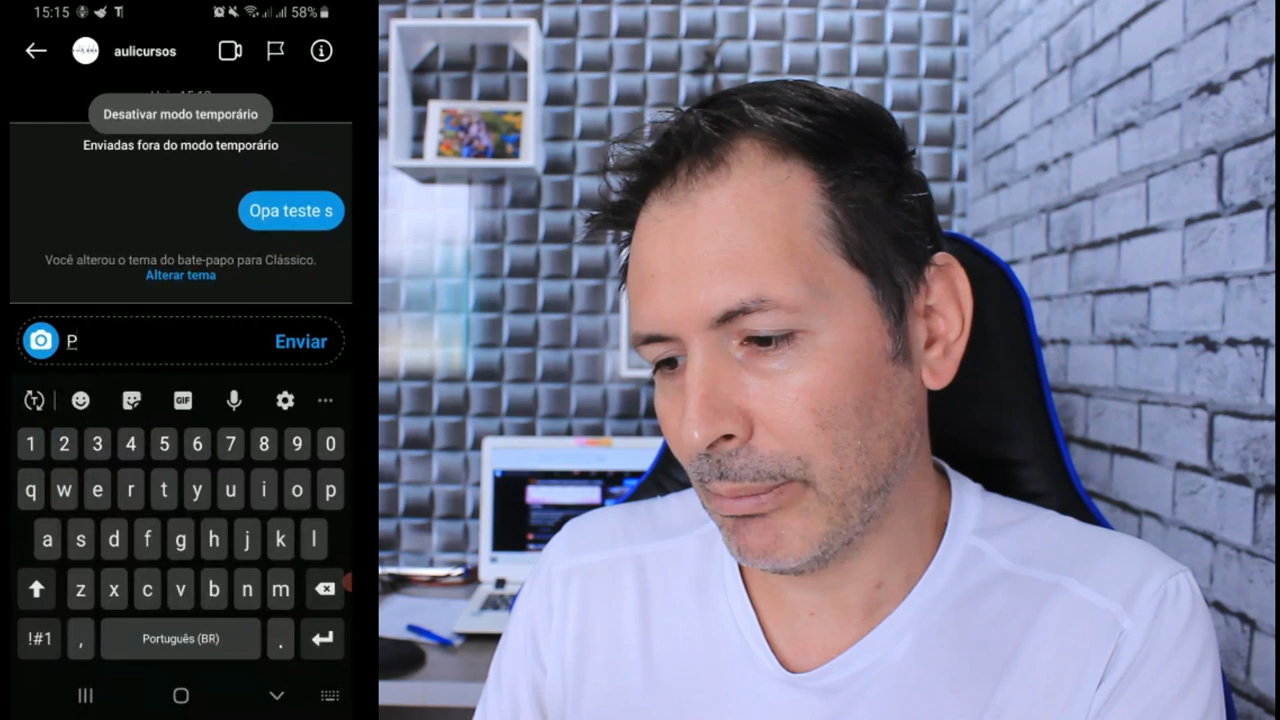 15:15
58%
aulicursos
Desativar modo temporário
Enviadas fora do modo temporário
Opa teste s
Você alterou o tema do bate-papo para Clássico.
Alterar tema
P
Enviar
GIF
1 2 3 4 5 6 7 8 9 0
q w e r t y u i o p
a s d f g h j k l
z x c v b n m
!#1 , Português (BR) .